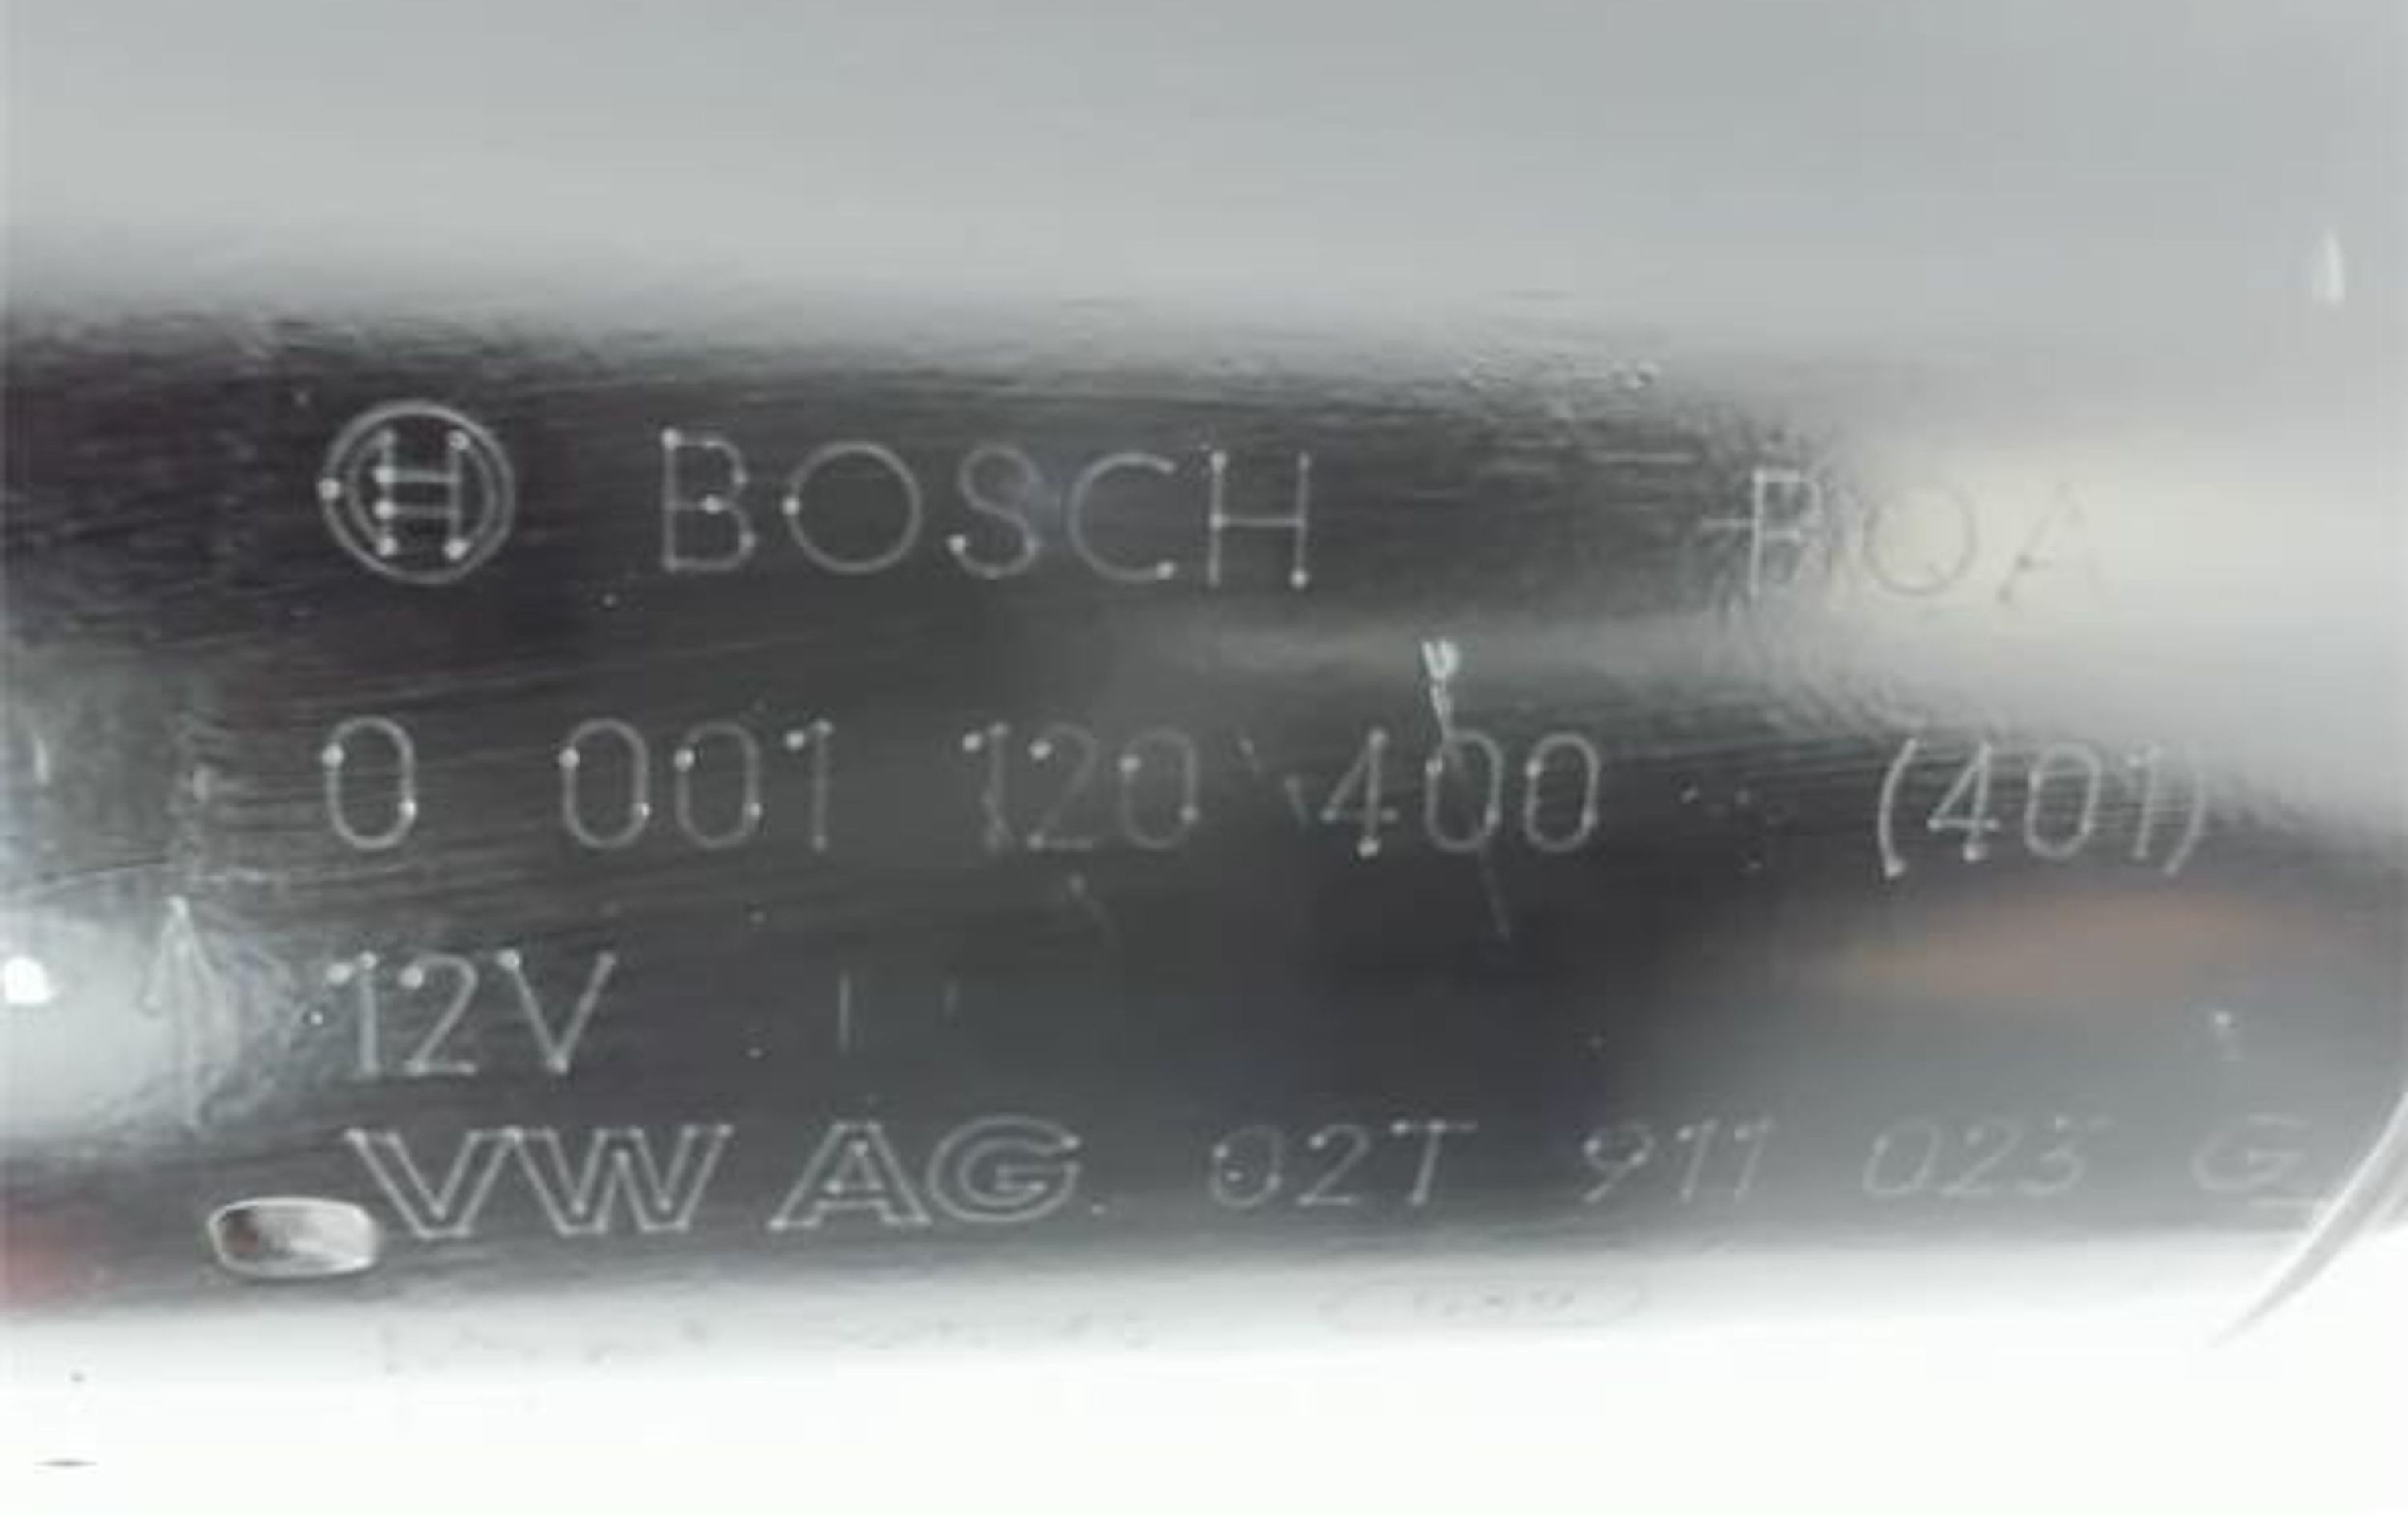 BOSCH
0 001 120 400 (401)
12V
VW AG. 02T 911 023 G